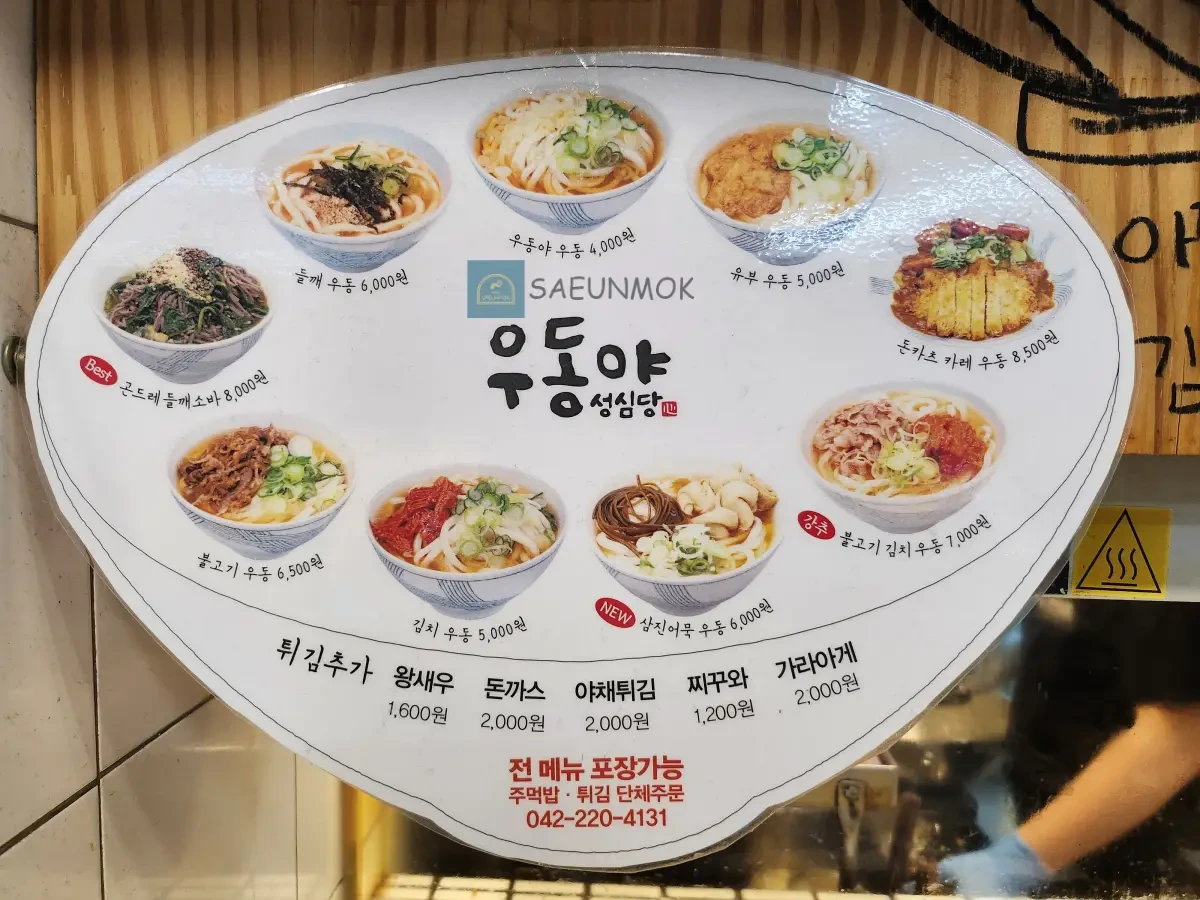 우동야 우동 4,000원
들깨 우동 6,000원
유부 우동 5,000원
SAEUNMOK
우동야
성심당 心
돈카츠 카레 우동 8,500원
Best 곤드레 들깨소바 8,000원
불고기 우동 6,500원
강추 불고기 김치 우동 7,000원
김치 우동 5,000원
NEW 삼진어묵 우동 6,000원
튀김추가
왕새우 돈까스 야채튀김 찌꾸와 가라아게
1,600원 2,000원 2,000원 1,200원 2,000원
전 메뉴 포장가능
주먹밥 · 튀김 단체주문
042-220-4131